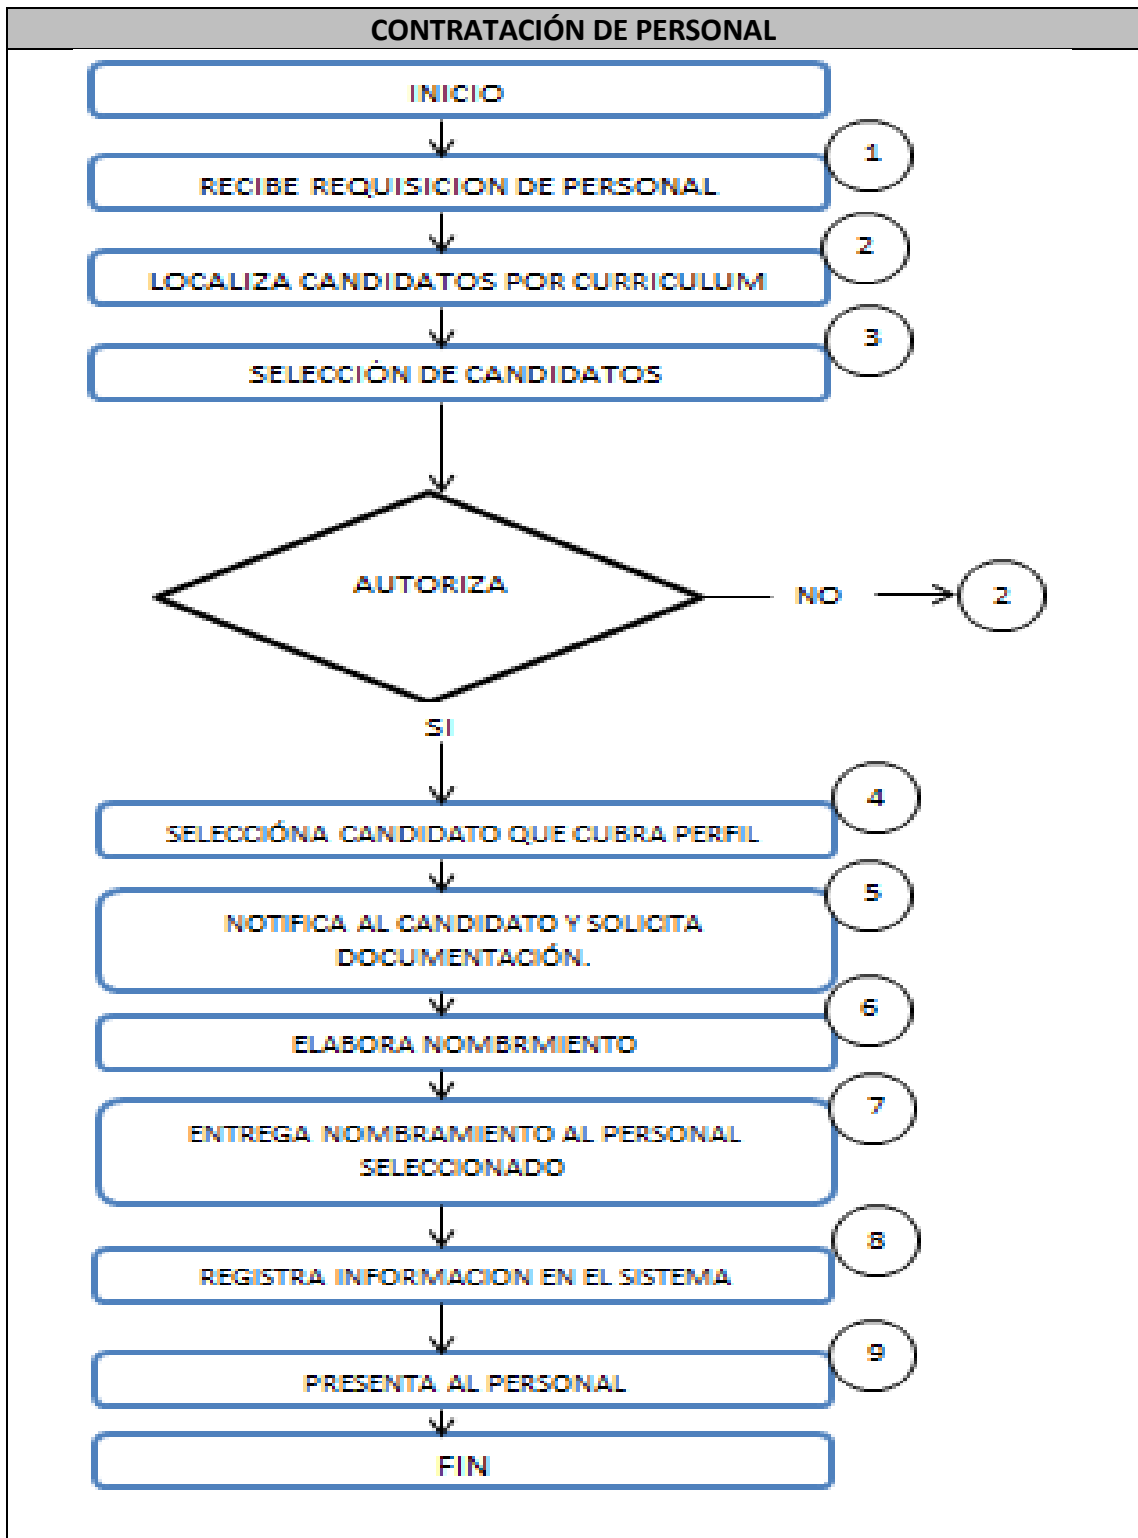 CONTRATACIÓN DE PERSONAL
INICIO
1
RECIBE REQUISICION DE PERSONAL
2
LOCALIZA CANDIDATOS POR CURRICULUM
3
SELECCIÓN DE CANDIDATOS
AUTORIZA
NO
2
SI
4
SELECCIÓNA CANDIDATO QUE CUBRA PERFIL
5
NOTIFICA AL CANDIDATO Y SOLICITA
DOCUMENTACIÓN.
6
ELABORA NOMBRMIENTO
7
ENTREGA NOMBRAMIENTO AL PERSONAL
SELECCIONADO
8
REGISTRA INFORMACION EN EL SISTEMA
9
PRESENTA AL PERSONAL
FIN